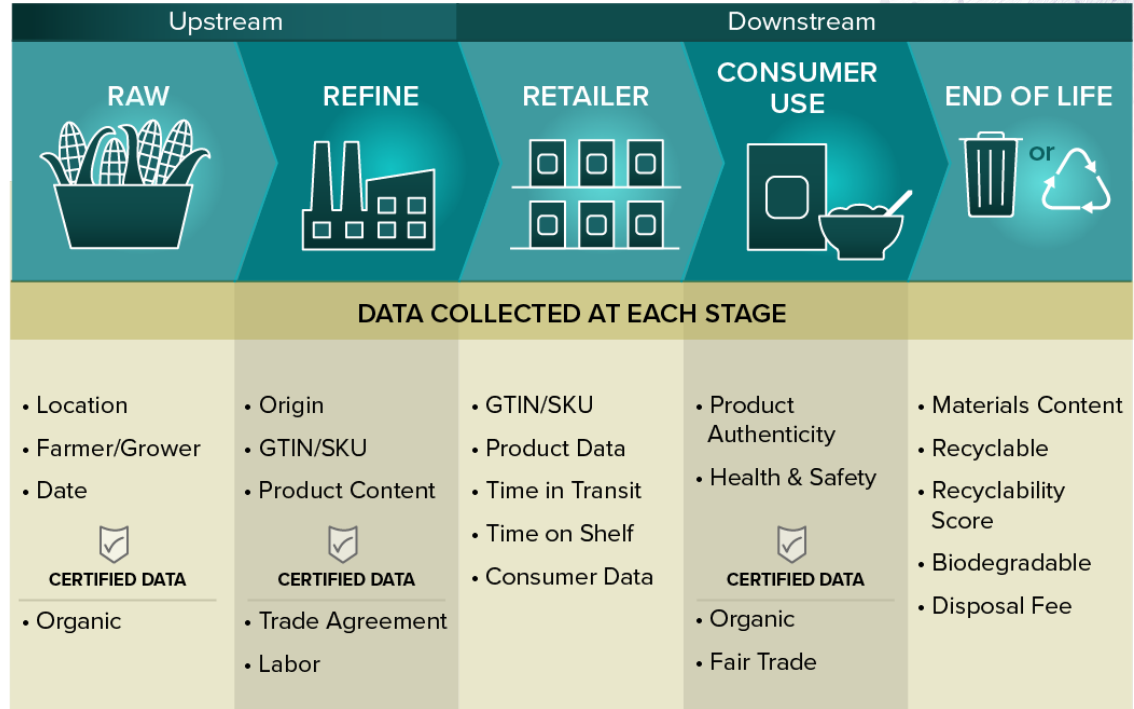 Upstream
Downstream
RAW
REFINE
RETAILER
CONSUMER
USE
END OF LIFE
or
DATA COLLECTED AT EACH STAGE
• Location
• Farmer/Grower
• Date
CERTIFIED DATA
• Organic
• Origin
• GTIN/SKU
• Product Content
CERTIFIED DATA
• Trade Agreement
• Labor
• GTIN/SKU
• Product Data
• Time in Transit
• Time on Shelf
• Consumer Data
• Product
Authenticity
• Health & Safety
CERTIFIED DATA
• Organic
• Fair Trade
• Materials Content
• Recyclable
• Recyclability
Score
• Biodegradable
• Disposal Fee